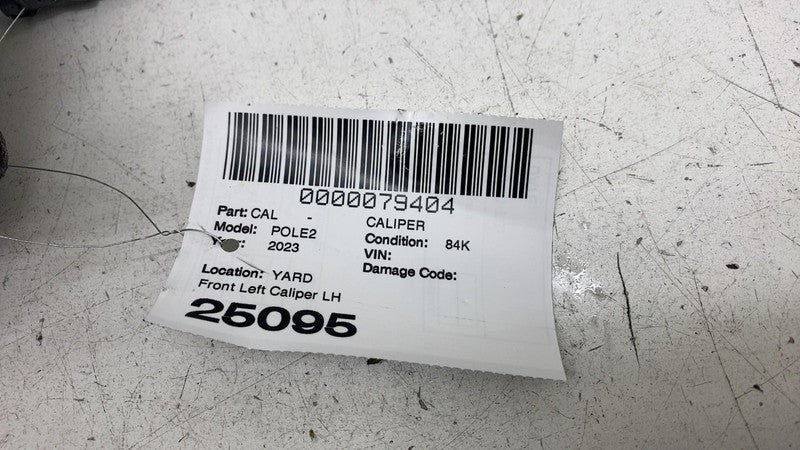 0000079404
Part: CAL - CALIPER
Model: POLE2 Condition: 84K
2023 VIN:
Location: YARD Damage Code:
Front Left Caliper LH
25095